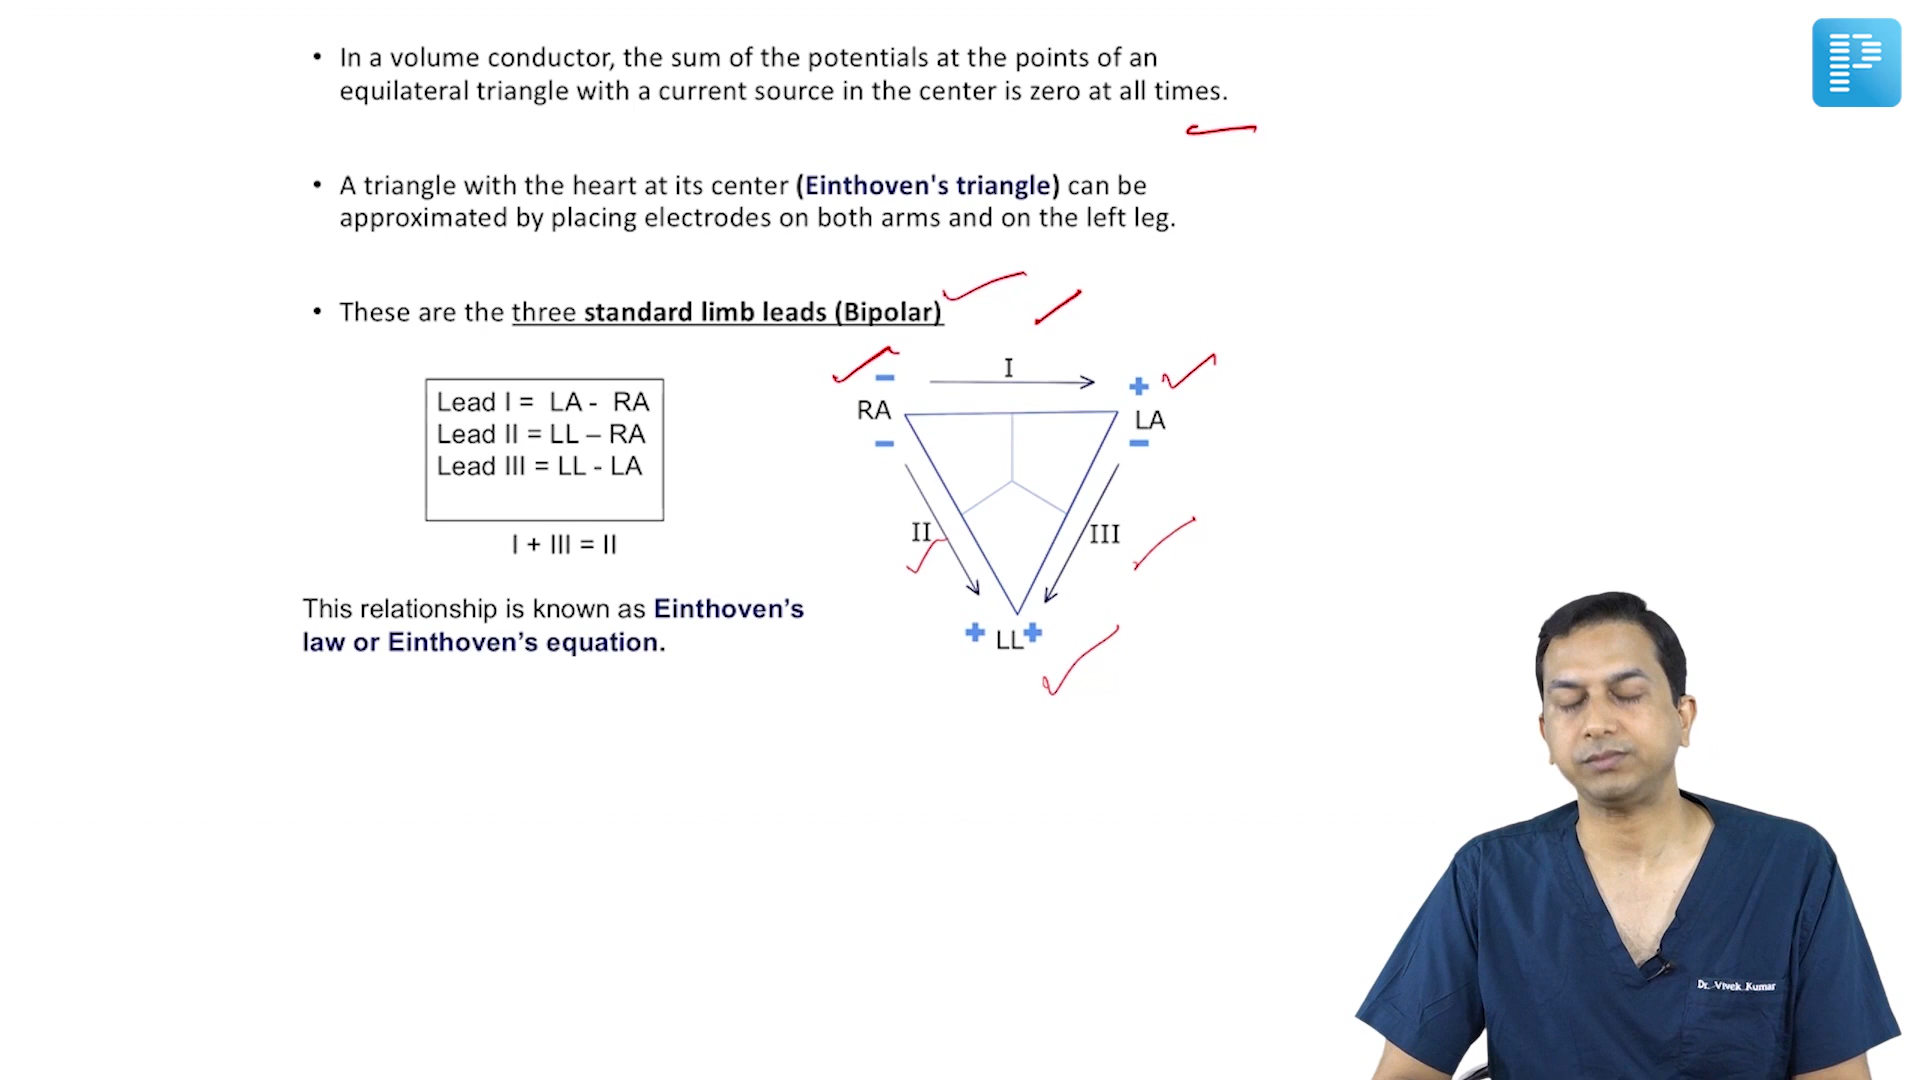 • In a volume conductor, the sum of the potentials at the points of an
equilateral triangle with a current source in the center is zero at all times.
• A triangle with the heart at its center (Einthoven's triangle) can be
approximated by placing electrodes on both arms and on the left leg.
• These are the three standard limb leads (Bipolar)
Lead I = LA - RA
Lead II = LL – RA
Lead III = LL - LA
I + III = II
This relationship is known as Einthoven’s
law or Einthoven’s equation.
− I +
RA LA
− −
II III
+ LL +
Dr. Vivek Kumar